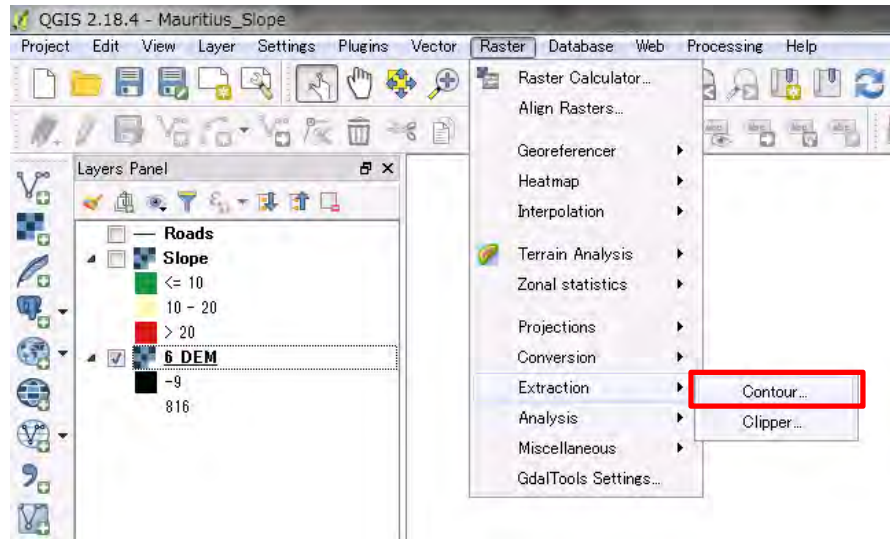 QGIS 2.18.4 - Mauritius_Slope
Project Edit View Layer Settings Plugins Vector Raster Database Web Processing Help
Raster Calculator...
Align Rasters...
Georeferencer
Heatmap
Interpolation
Terrain Analysis
Zonal statistics
Projections
Conversion
Extraction
Analysis
Miscellaneous
GdalTools Settings...
Contour...
Clipper...
Layers Panel
Roads
Slope
<= 10
10 - 20
> 20
6 DEM
-9
816